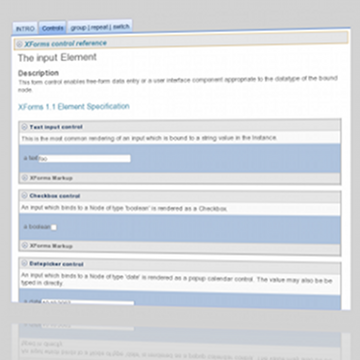 INTRO Controls group | repeat | switch
XForms control reference
The input Element
Description
This form control enables free-form data entry or a user interface component appropriate to the datatype of the bound
node.
XForms 1.1 Element Specification
Text input control
This is the most common rendering of an input which is bound to a string value in the Instance.
a
XForms Markup
Checkbox control
An input which binds to a Node of type 'boolean' is rendered as a Checkbox.
a boolean
XForms Markup
Datepicker control
An input which binds to a Node of type 'date' is rendered as a popup calendar control. The value may also be be
typed in directly.